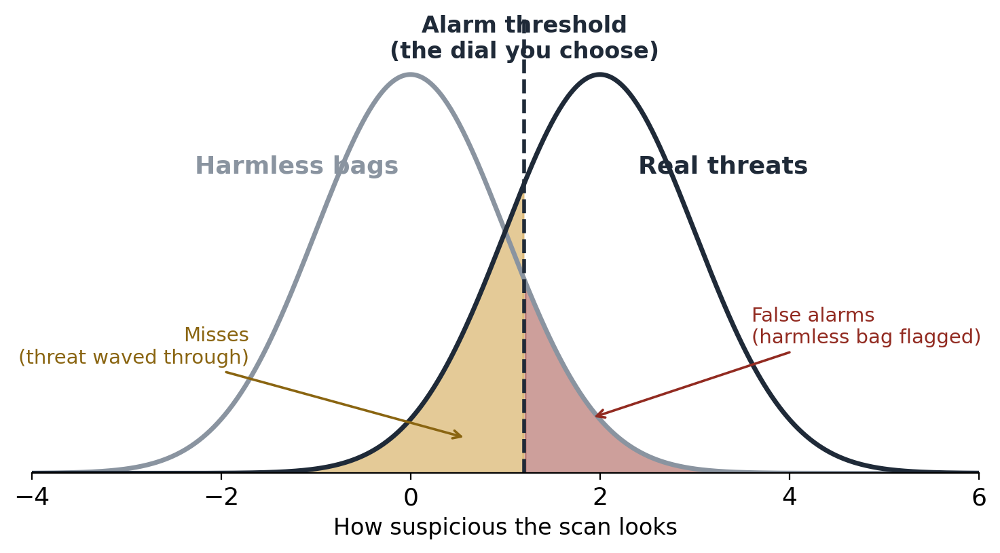 Alarm threshold
(the dial you choose)
Harmless bags
Real threats
Misses
(threat waved through)
False alarms
(harmless bag flagged)
−4
−2
0
2
4
6
How suspicious the scan looks